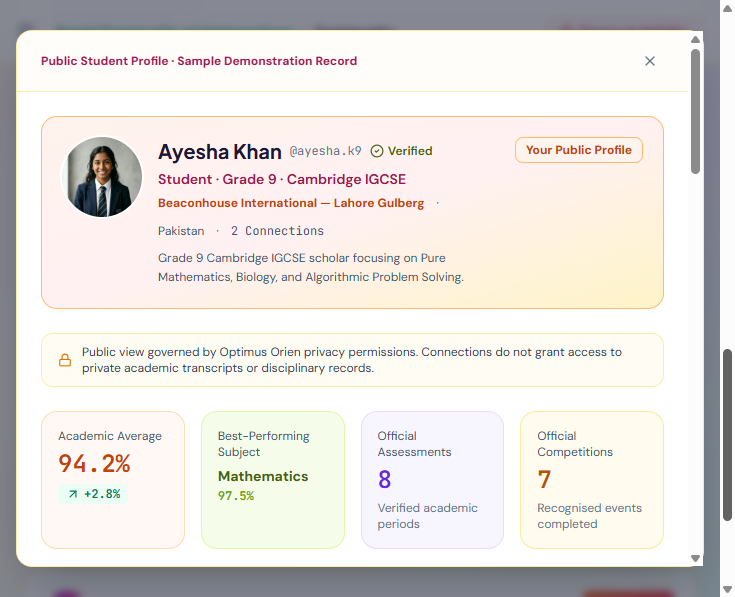 Public Student Profile · Sample Demonstration Record
Ayesha Khan @ayesha.k9 Verified
Your Public Profile
Student · Grade 9 · Cambridge IGCSE
Beaconhouse International — Lahore Gulberg ·
Pakistan · 2 Connections
Grade 9 Cambridge IGCSE scholar focusing on Pure
Mathematics, Biology, and Algorithmic Problem Solving.
Public view governed by Optimus Orien privacy permissions. Connections do not grant access to
private academic transcripts or disciplinary records.
Academic Average
94.2%
+2.8%
Best-Performing
Subject
Mathematics
97.5%
Official
Assessments
8
Verified academic
periods
Official
Competitions
7
Recognised events
completed